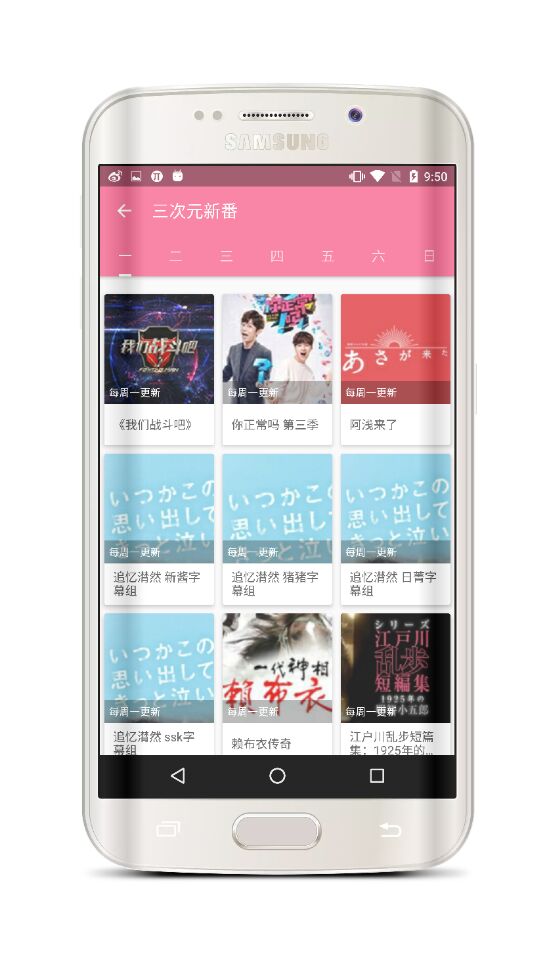 SAMSUNG
9:50
三次元新番
一 二 三 四 五 六 日
我们战斗吧
每周一更新
《我们战斗吧》
你正常吗
每周一更新
你正常吗 第三季
あさが来た
每周一更新
阿浅来了
いつかこの
思い出して
きっと泣い
每周一更新
追忆潸然 新酱字
幕组
いつかこの
思い出し
きっと泣い
每周一更新
追忆潸然 猪猪字
幕组
いつかこの
思い出して
きっと泣い
每周一更新
追忆潸然 日菁字
幕组
いつかこの
思い出して
きっと泣い
每周一更新
追忆潸然 ssk字
幕组
一代神相
赖布衣
每周一更新
赖布衣传奇
シリーズ
江戸川
乱歩
短編集
1925年の
小五郎
每周一更新
江户川乱步短篇
集：1925年的...